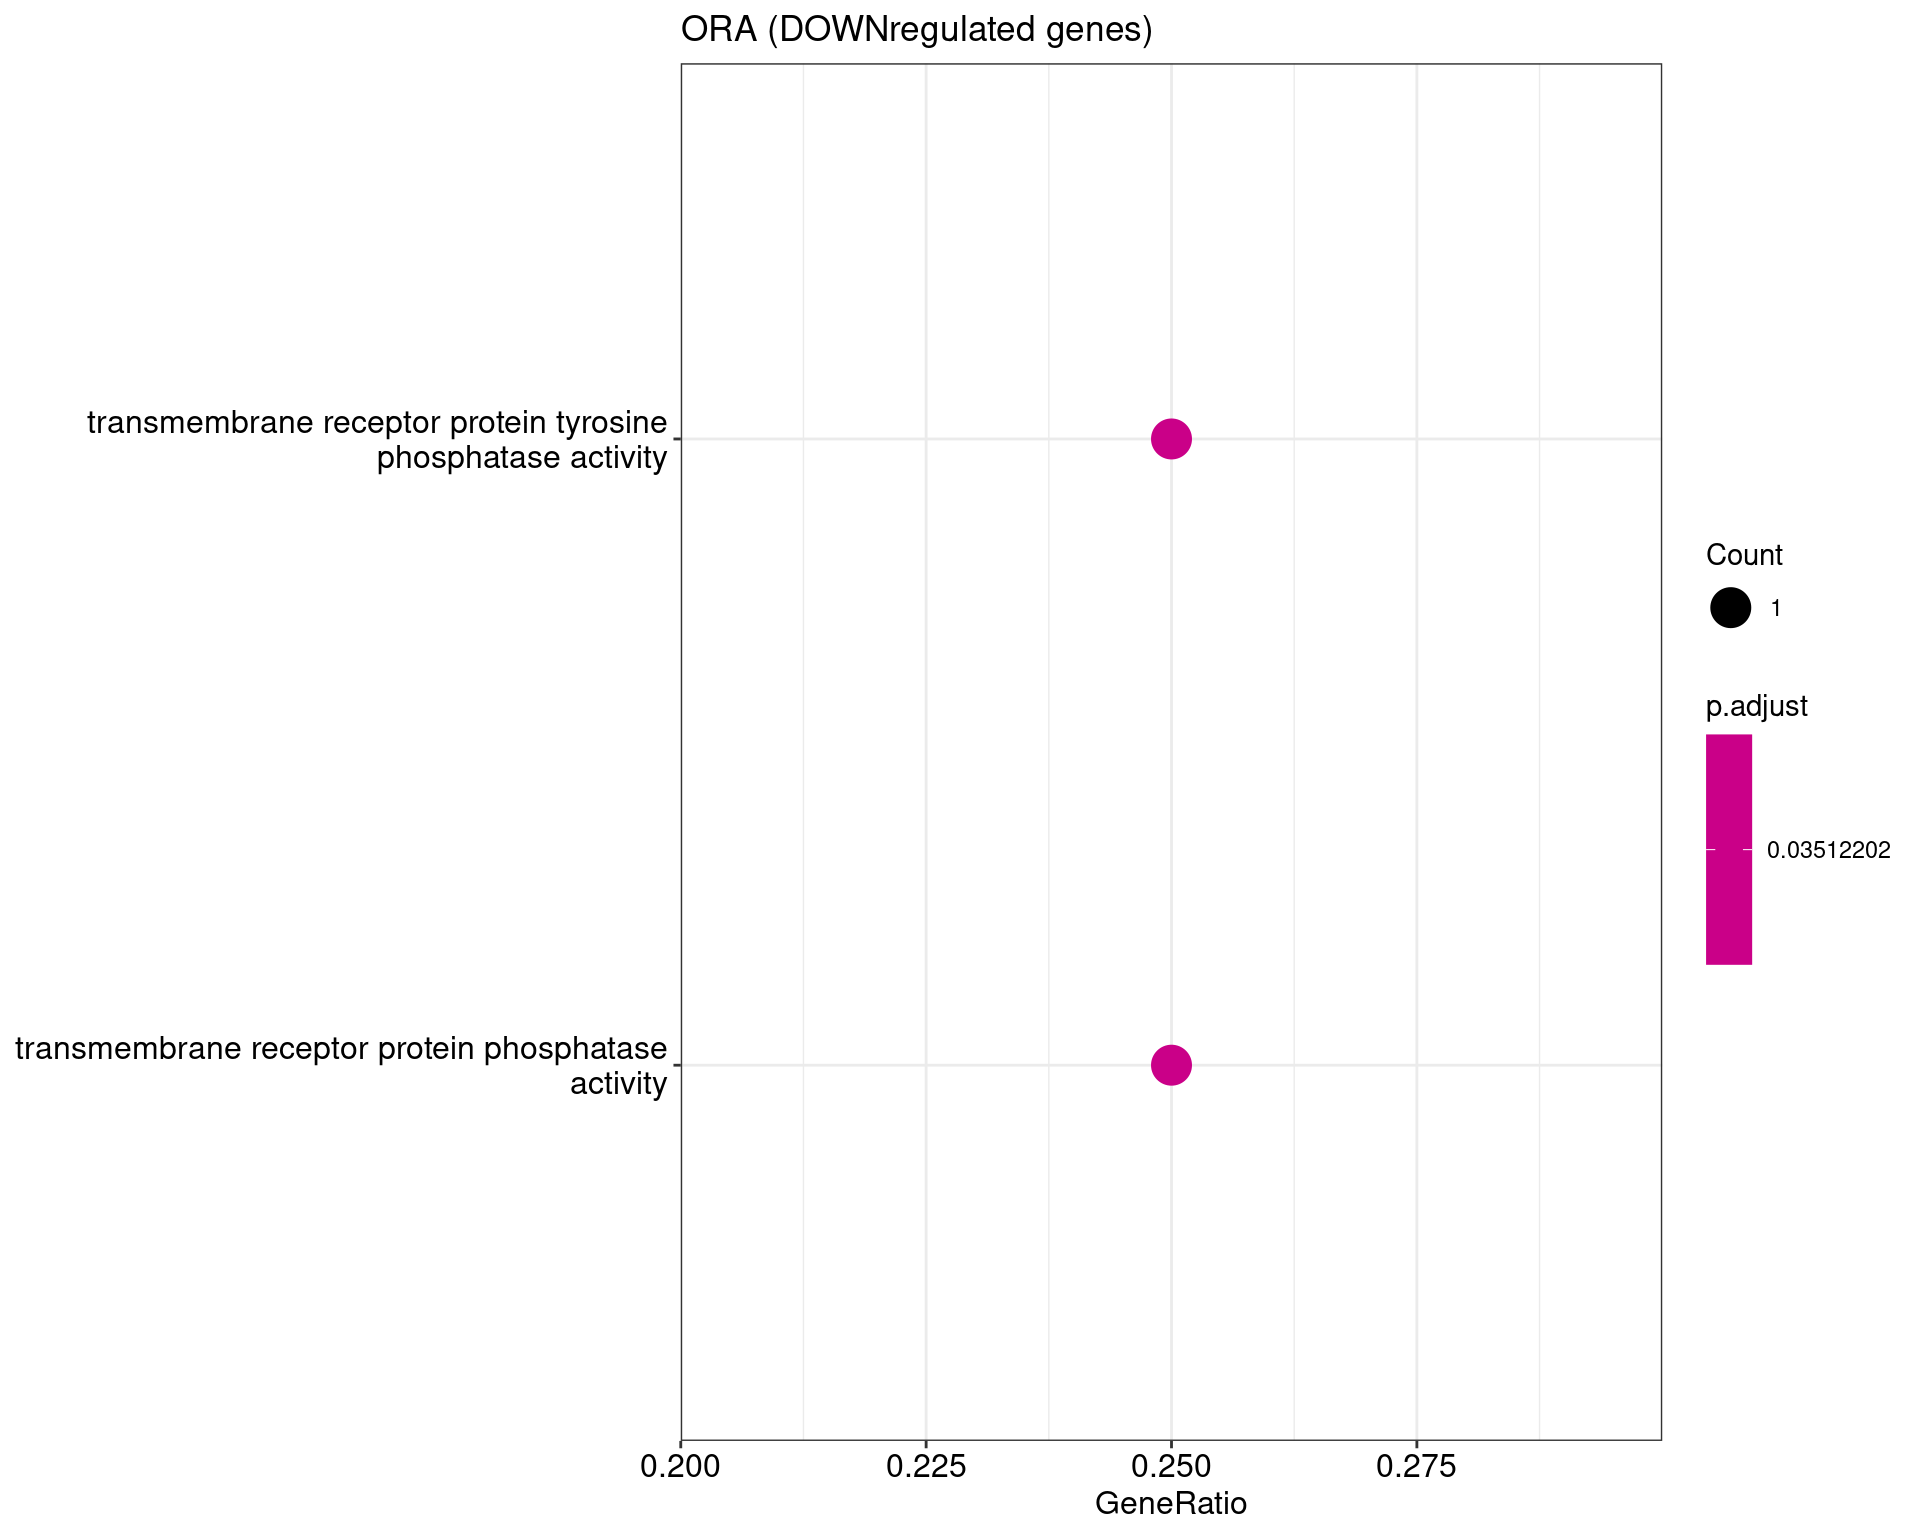 ORA (DOWNregulated genes)
transmembrane receptor protein tyrosine
phosphatase activity
transmembrane receptor protein phosphatase
activity
0.200 0.225 0.250 0.275
GeneRatio
Count
1
p.adjust
0.03512202